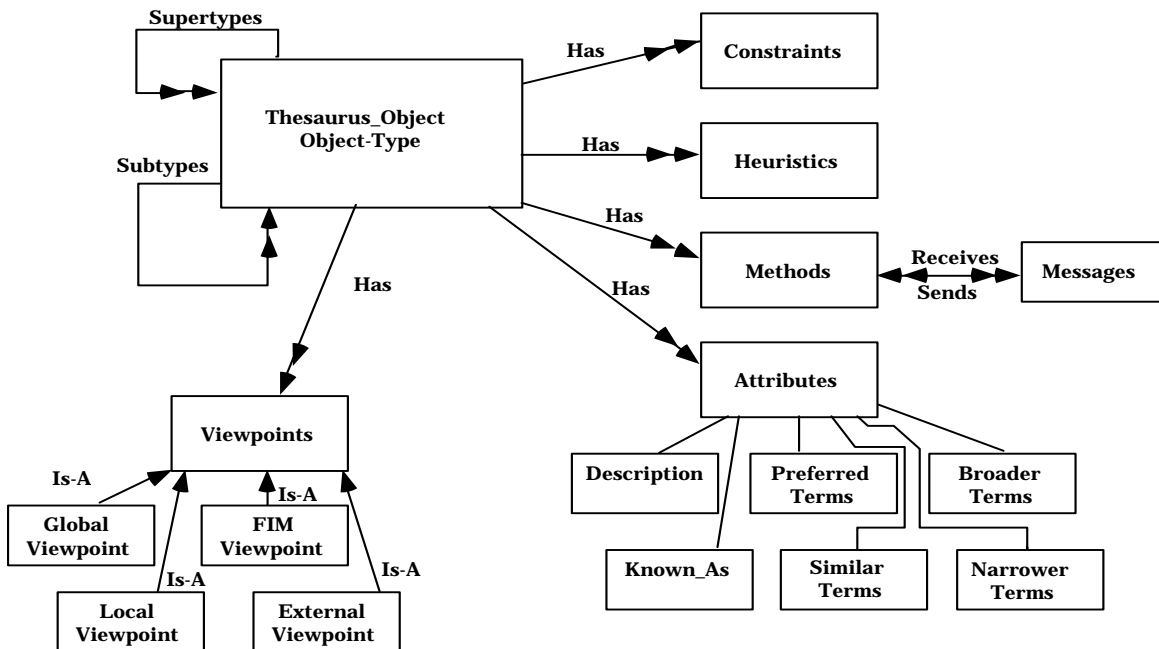 Supertypes
Has
Constraints
Thesaurus_Object
Object-Type
Has
Heuristics
Subtypes
Has
Methods
Receives
Sends
Messages
Has
Has
Attributes
Viewpoints
Description
Preferred
Terms
Broader
Terms
Is-A
Is-A
Global
Viewpoint
FIM
Viewpoint
Known_As
Similar
Terms
Narrower
Terms
Is-A
Is-A
Local
Viewpoint
External
Viewpoint